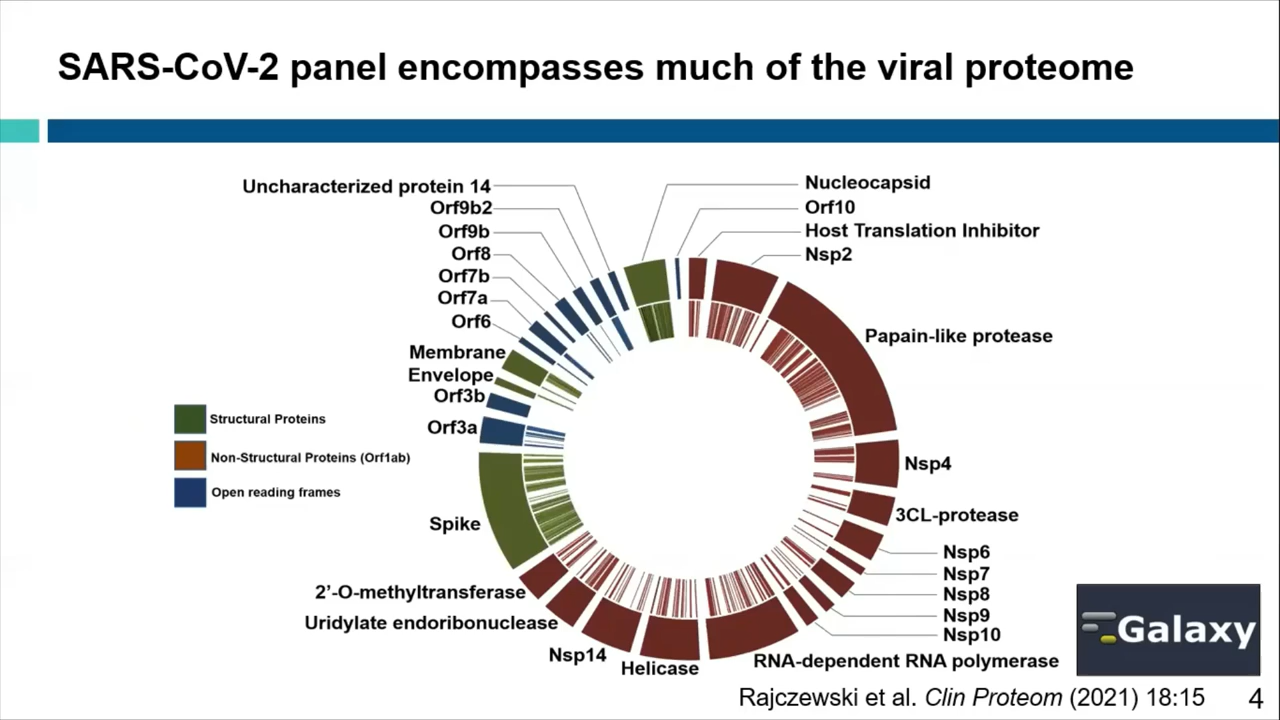 SARS-CoV-2 panel encompasses much of the viral proteome
Uncharacterized protein 14
Orf9b2
Orf9b
Orf8
Orf7b
Orf7a
Orf6
Membrane
Envelope
Orf3b
Orf3a
Spike
2’-O-methyltransferase
Uridylate endoribonuclease
Nsp14
Helicase
Nucleocapsid
Orf10
Host Translation Inhibitor
Nsp2
Papain-like protease
Nsp4
3CL-protease
Nsp6
Nsp7
Nsp8
Nsp9
Nsp10
RNA-dependent RNA polymerase
Structural Proteins
Non-Structural Proteins (Orf1ab)
Open reading frames
Galaxy
Rajczewski et al. Clin Proteom (2021) 18:15
4